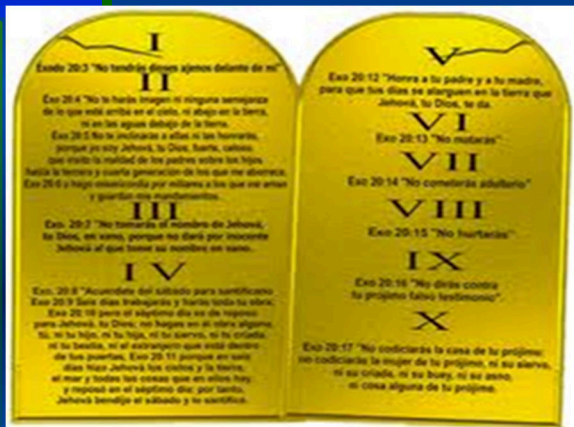 I
Exodo 20:3 "No tendrás dioses ajenos delante de mí"
II
Exo 20:4 "No te harás imagen ni ninguna semejanza
de lo que está arriba en el cielo, ni abajo en la tierra,
ni en las aguas debajo de la tierra.
Exo 20:5 No te inclinarás a ellas ni las honrarás,
porque yo soy Jehová, tu Dios, fuerte, celoso,
que visito la maldad de los padres sobre los hijos
hasta la tercera y cuarta generación de los que me aborrecen,
Exo 20:6 y hago misericordia por millares a los que me aman
y guardan mis mandamientos.
III
Exo. 20:7 "No tomarás el nombre de Jehová,
tu Dios, en vano, porque no dará por inocente
Jehová al que tome su nombre en vano.
IV
Exo. 20:8 "Acuérdate del sábado para santificarlo
Exo 20:9 Seis días trabajarás y harás toda tu obra,
Exo 20:10 pero el séptimo día es de reposo
para Jehová, tu Dios; no hagas en él obra alguna,
tú, ni tu hijo, ni tu hija, ni tu siervo, ni tu criada,
ni tu bestia, ni el extranjero que está dentro
de tus puertas, Exo 20:11 porque en seis
días hizo Jehová los cielos y la tierra,
el mar y todas las cosas que en ellos hay,
y reposó en el séptimo día; por tanto,
Jehová bendijo el sábado y lo santificó.
V
Exo 20:12 "Honra a tu padre y a tu madre,
para que tus días se alarguen en la tierra que
Jehová, tu Dios, te da.
VI
Exo 20:13 "No matarás"
VII
Exo 20:14 "No cometerás adulterio"
VIII
Exo 20:15 "No hurtarás"
IX
Exo 20:16 "No dirás contra
tu prójimo falso testimonio".
X
Exo 20:17 "No codiciarás la casa de tu prójimo:
no codiciarás la mujer de tu prójimo, ni su siervo,
ni su criada, ni su buey, ni su asno,
ni cosa alguna de tu prójimo.